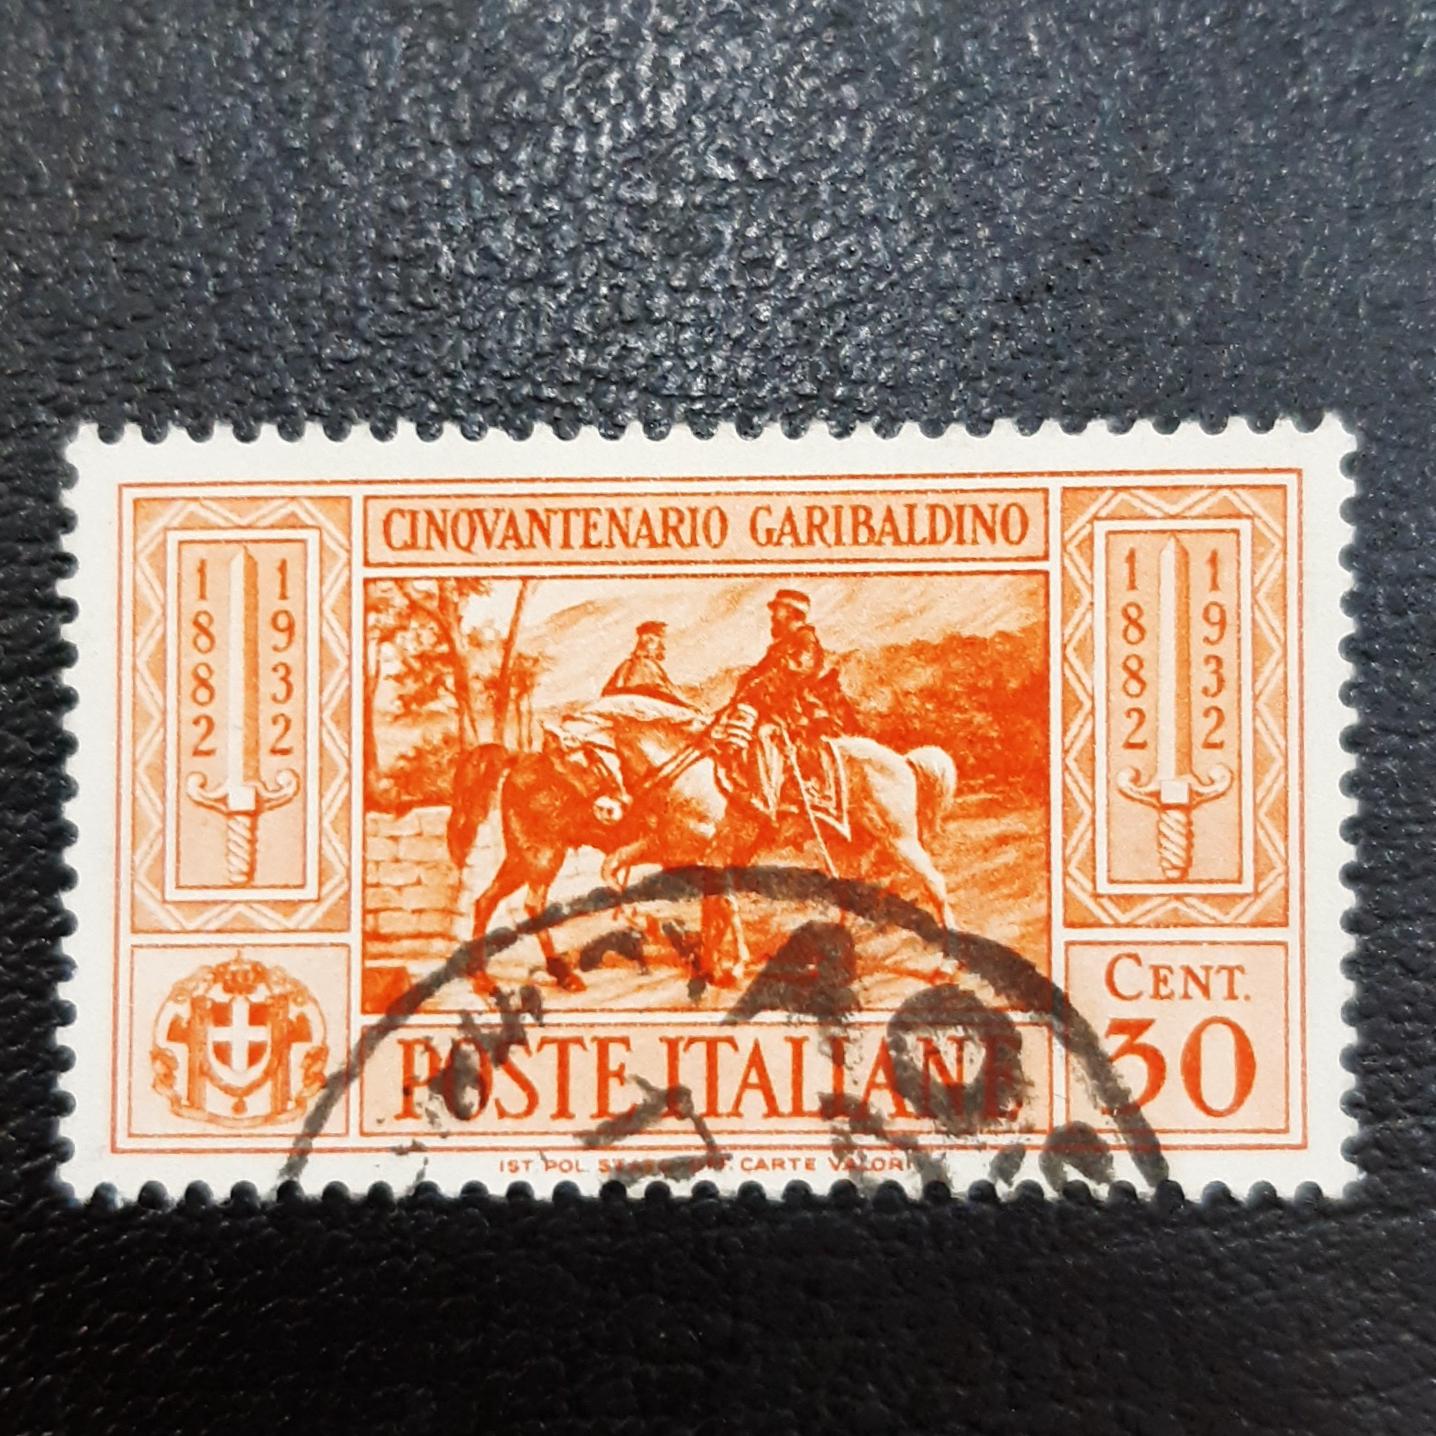 CINQVANTENARIO GARIBALDINO
1882 1932
1882 1932
CENT.
30
POSTE ITALIANE
IST. POL. CARTE VALORI